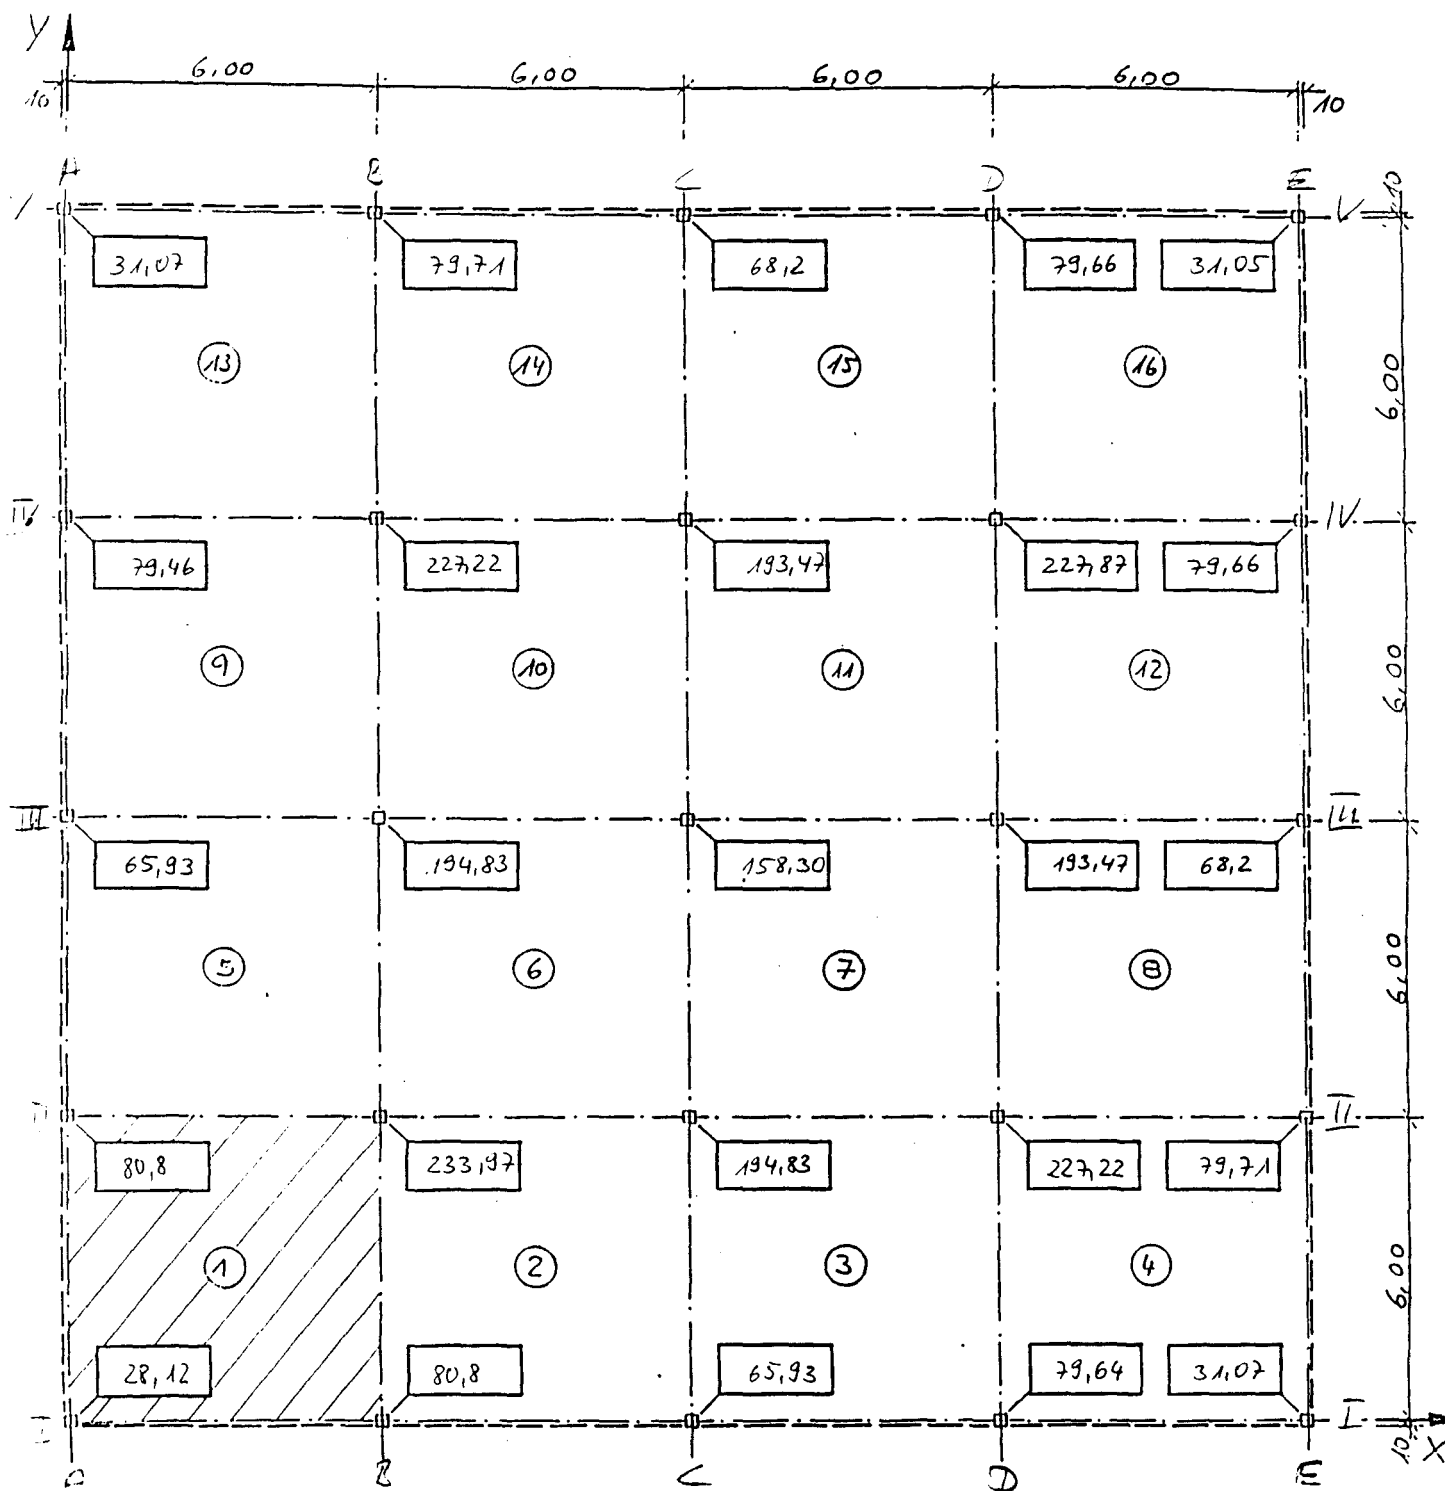 Y
6,00 6,00 6,00 6,00
10 10
A B C D E
V V 10
31,07 79,71 68,2 79,66 31,05
13 14 15 16
6,00
IV IV
79,46 227,22 193,47 227,87 79,66
9 10 11 12
6,00
III III
65,93 194,83 158,30 193,47 68,2
5 6 7 8
6,00
II II
80,8 233,97 194,83 227,22 79,71
1 2 3 4
6,00
28,12 80,8 65,93 79,64 31,07
I I
10 X
A B C D E